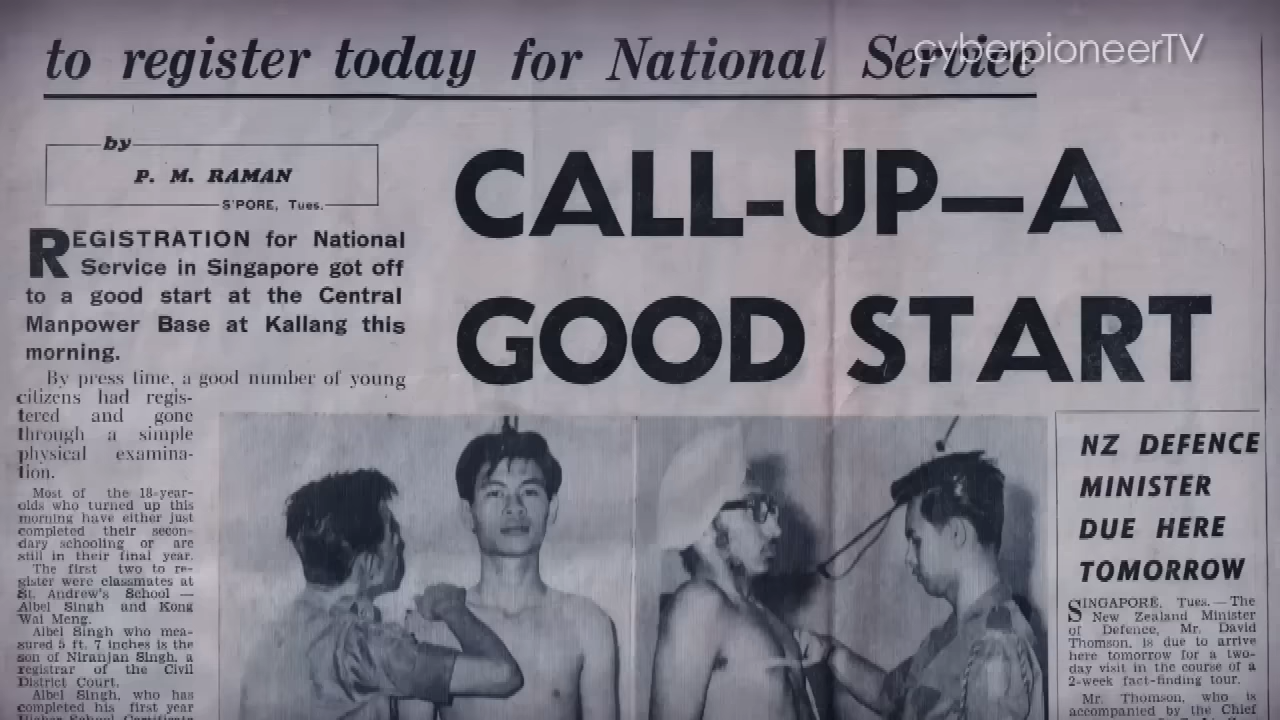 to register today for National Service
cyberpioneerTV
by
P. M. RAMAN
S'PORE, Tues.
CALL-UP—A
GOOD START
REGISTRATION for National
Service in Singapore got off
to a good start at the Central
Manpower Base at Kallang this
morning.
By press time, a good number of young
citizens had regis-
tered and gone
through a simple
physical examina-
tion.
Most of the 18-year-
olds who turned up this
morning have either just
completed their secon-
dary schooling or are
still in their final year.
The first two to re-
gister were classmates at
St. Andrew's School —
Albel Singh and Kong
Wai Meng.
Albel Singh who mea-
sured 5 ft. 7 inches is the
son of Niranjan Singh, a
registrar of the Civil
District Court.
Albel Singh, who has
completed his first year
Higher School Certificate
NZ DEFENCE
MINISTER
DUE HERE
TOMORROW
SINGAPORE, Tues. — The
New Zealand Minister
of Defence, Mr. David
Thomson, is due to arrive
here tomorrow for a two-
day visit in the course of a
2-week fact-finding tour.
Mr. Thomson, who is
accompanied by the Chief